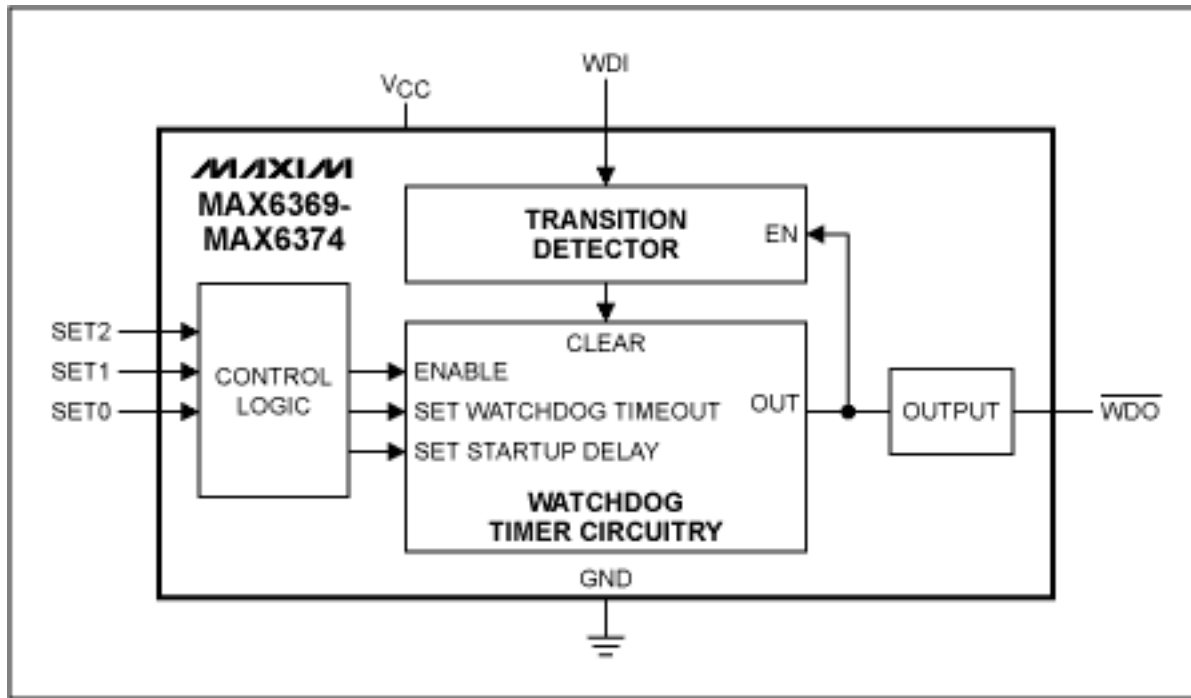 WDI
VCC
MAXIM
MAX6369-
MAX6374
TRANSITION
DETECTOR
EN
SET2
SET1
SET0
CONTROL
LOGIC
CLEAR
ENABLE
SET WATCHDOG TIMEOUT
SET STARTUP DELAY
OUT
WATCHDOG
TIMER CIRCUITRY
OUTPUT
W̅D̅O̅
GND